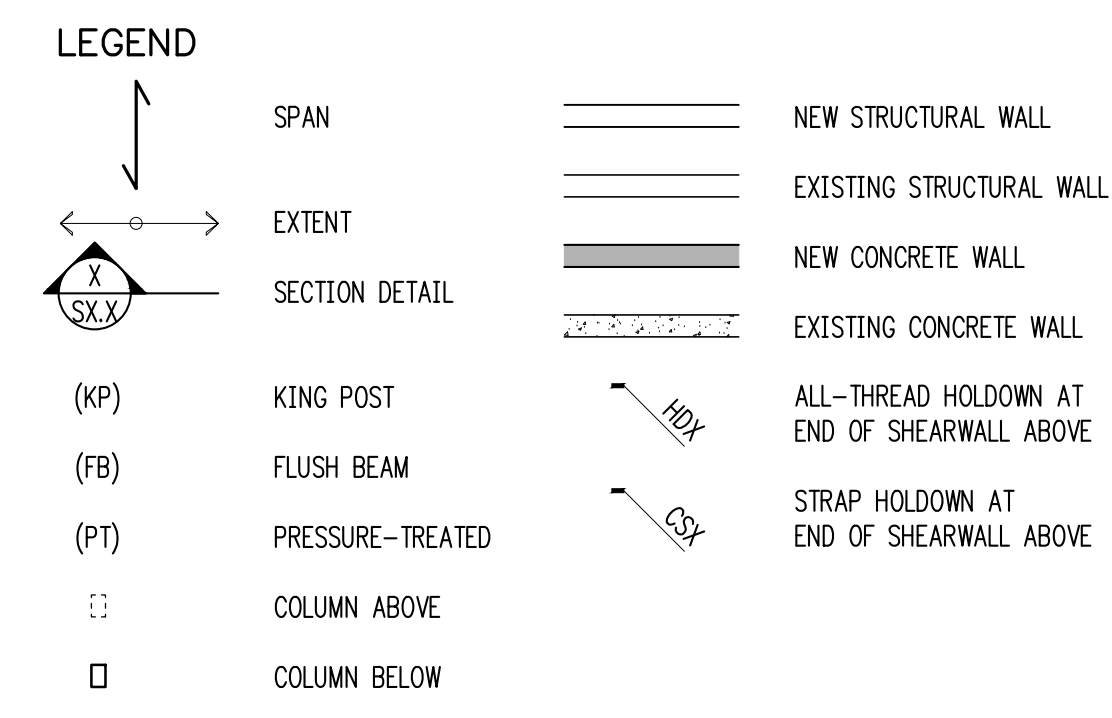 LEGEND
SPAN
EXTENT
X
SX.X
SECTION DETAIL
(KP) KING POST
(FB) FLUSH BEAM
(PT) PRESSURE-TREATED
COLUMN ABOVE
COLUMN BELOW
NEW STRUCTURAL WALL
EXISTING STRUCTURAL WALL
NEW CONCRETE WALL
EXISTING CONCRETE WALL
HDX
ALL-THREAD HOLDOWN AT
END OF SHEARWALL ABOVE
CSX
STRAP HOLDOWN AT
END OF SHEARWALL ABOVE